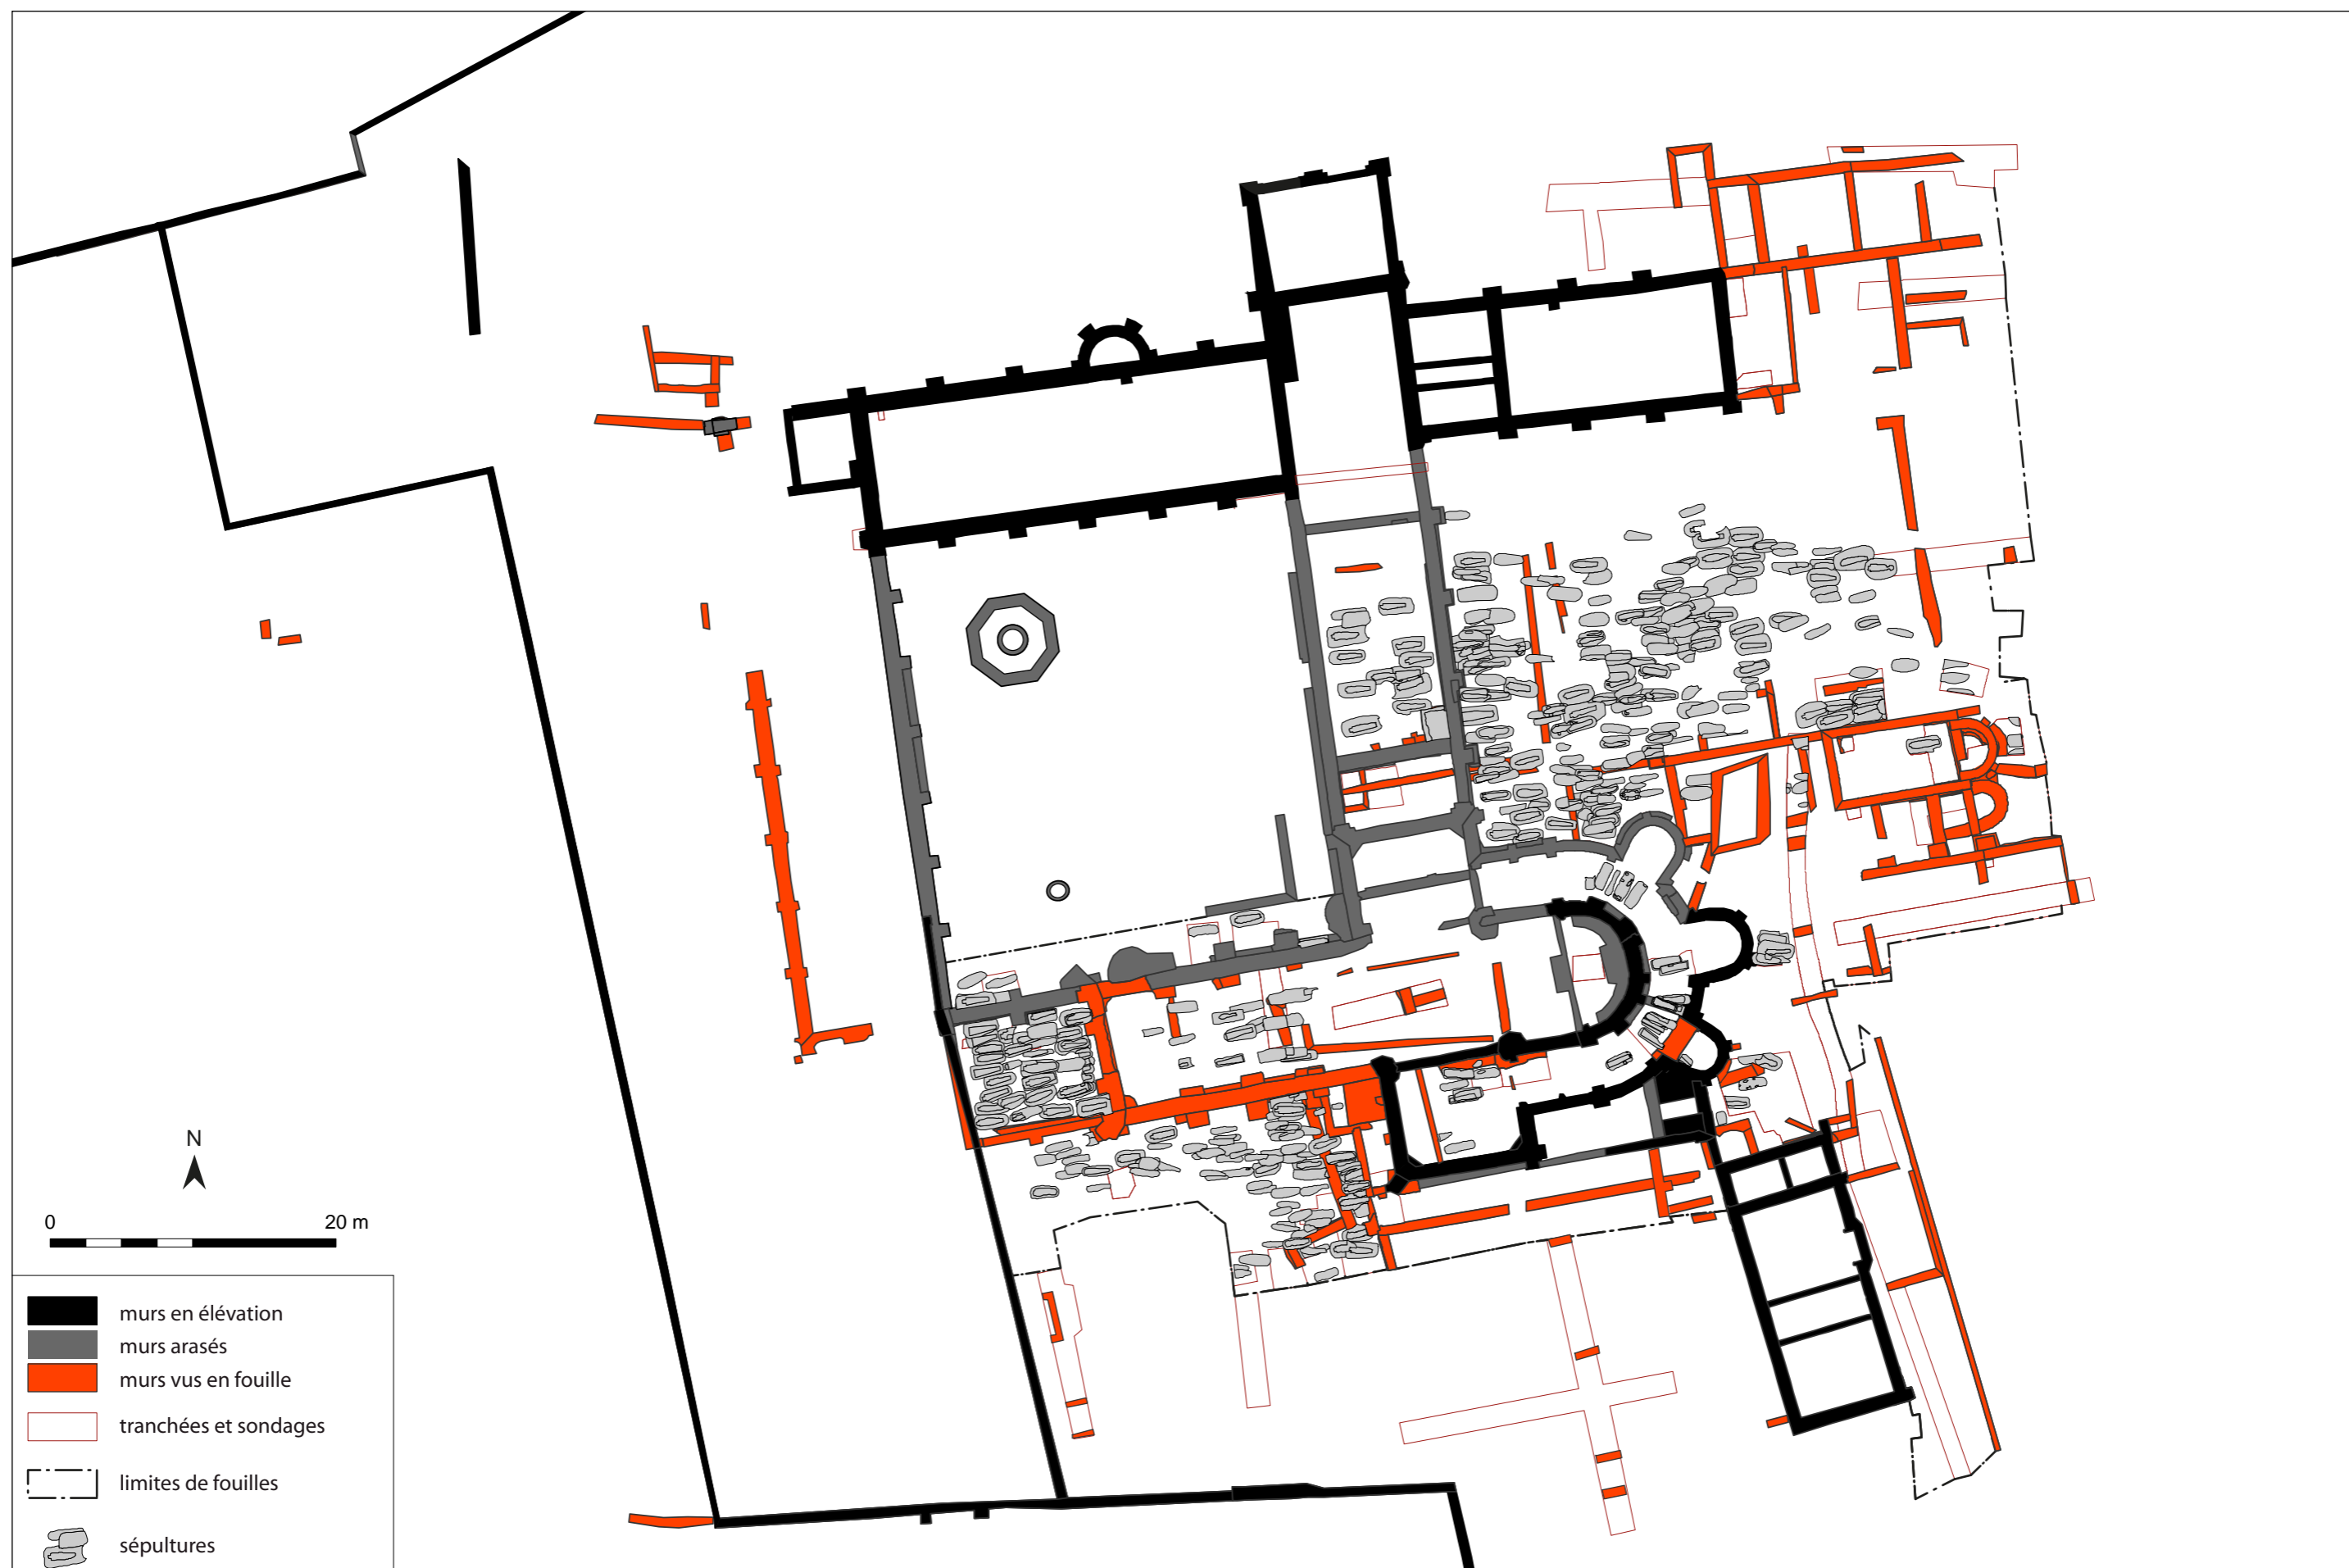 N
0 20 m
murs en élévation
murs arasés
murs vus en fouille
tranchées et sondages
limites de fouilles
sépultures